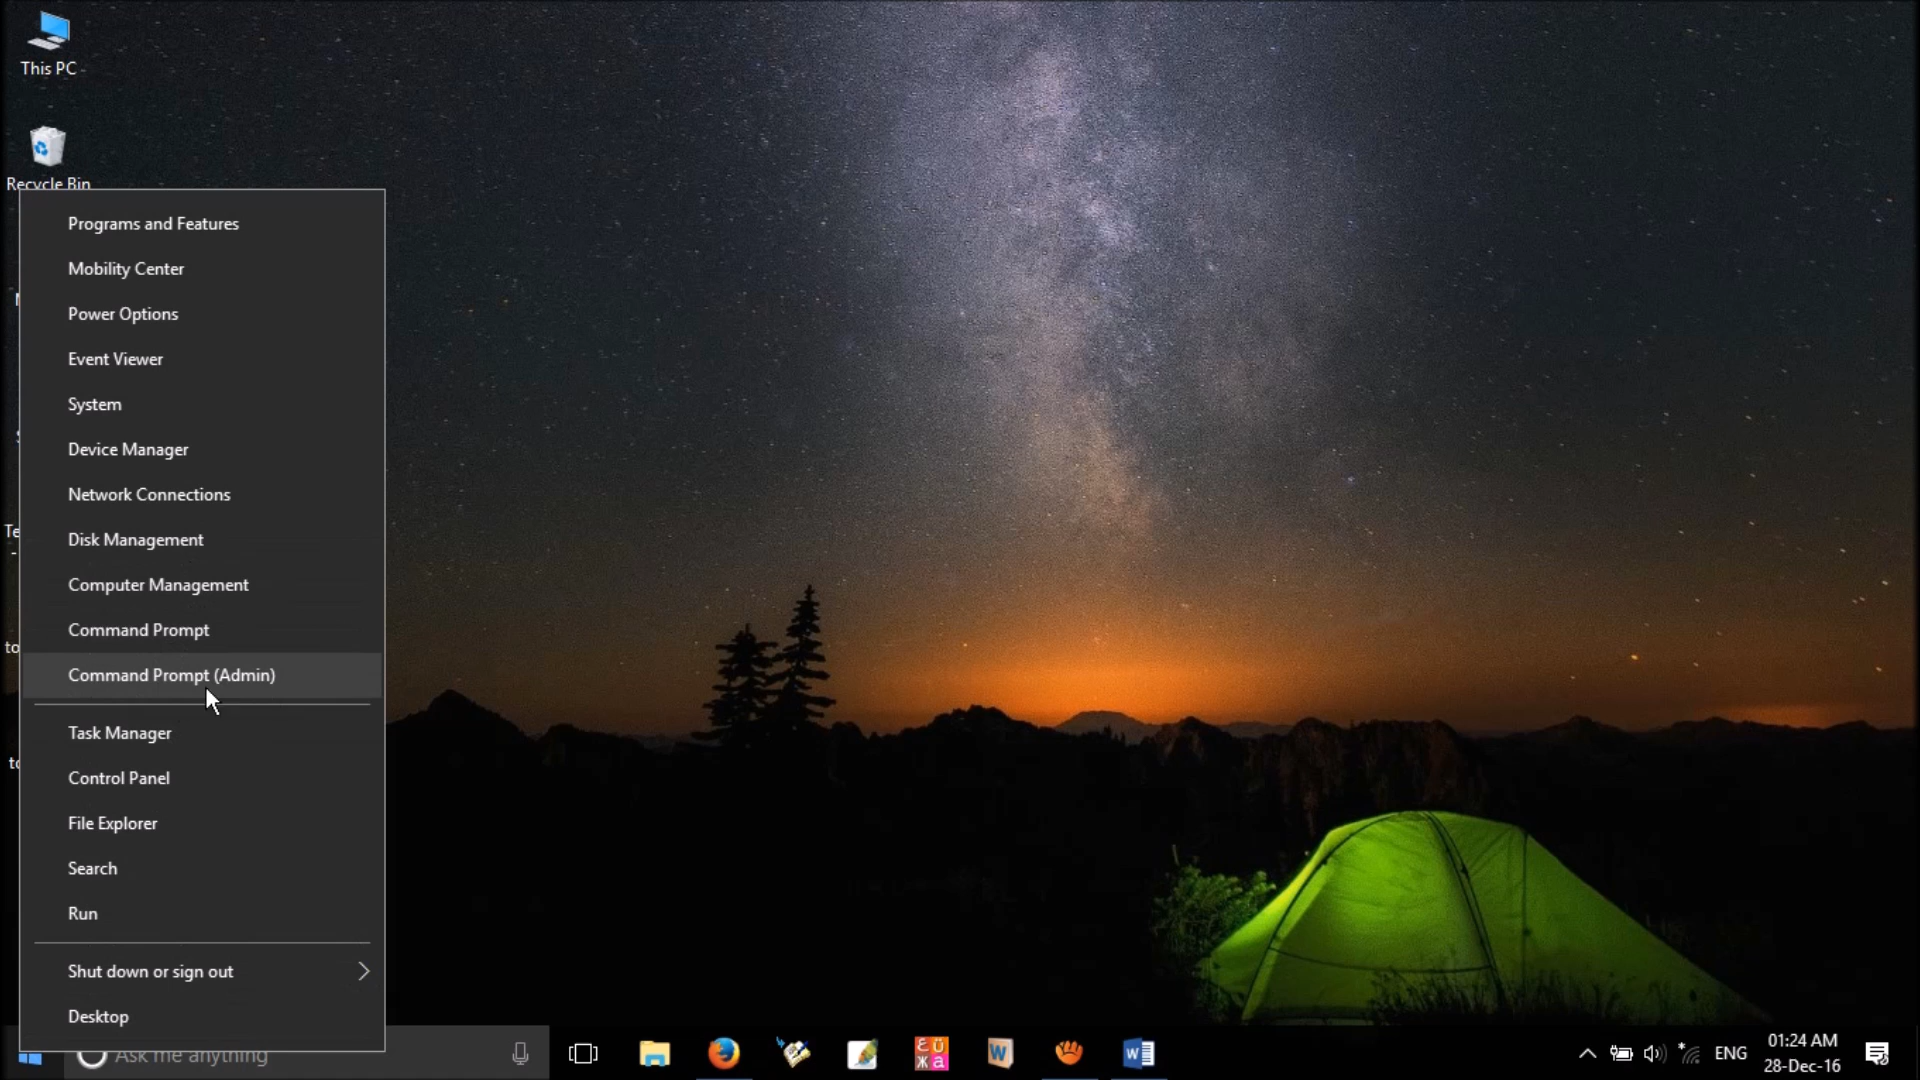 This PC
Recycle Bin
Programs and Features
Mobility Center
Power Options
Event Viewer
System
Device Manager
Network Connections
Disk Management
Computer Management
Command Prompt
Command Prompt (Admin)
Task Manager
Control Panel
File Explorer
Search
Run
Shut down or sign out
Desktop
Ask me anything
ENG
01:24 AM
28-Dec-16